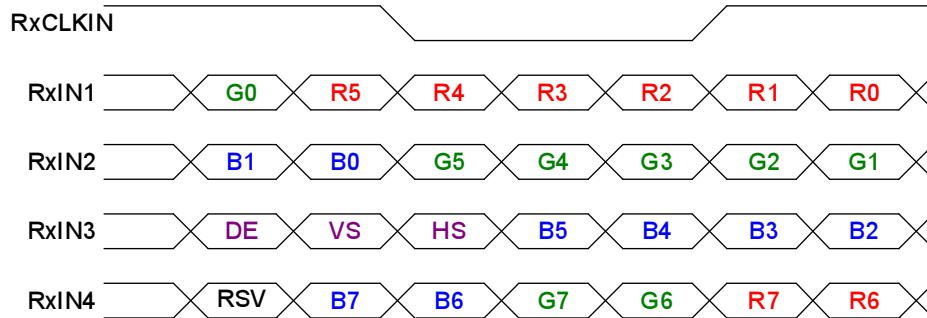 RxCLKIN
RxIN1 G0 R5 R4 R3 R2 R1 R0
RxIN2 B1 B0 G5 G4 G3 G2 G1
RxIN3 DE VS HS B5 B4 B3 B2
RxIN4 RSV B7 B6 G7 G6 R7 R6